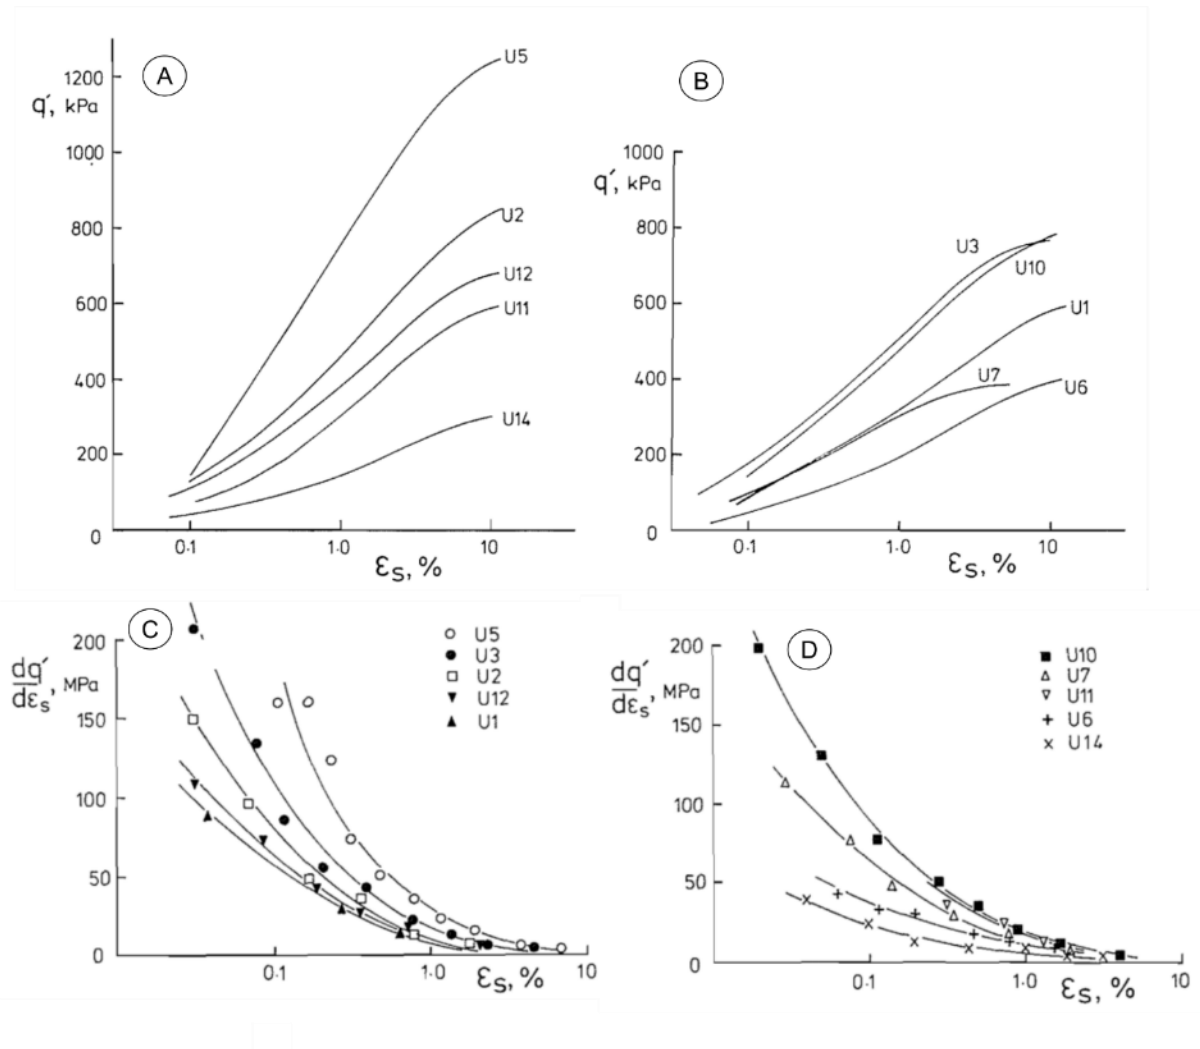 A
1200
q′, kPa
1000
800
600
400
200
0
0.1
1.0
10
εs, %
U5
U2
U12
U11
U14
B
1000
q′, kPa
800
600
400
200
0
0.1
1.0
10
εs, %
U3
U10
U1
U7
U6
C
200
dq′
dεs, MPa
150
100
50
0
0.1
1.0
10
εs, %
U5
U3
U2
U12
U1
D
200
dq′
dεs, MPa
150
100
50
0
0.1
1.0
10
εs, %
U10
U7
U11
U6
U14